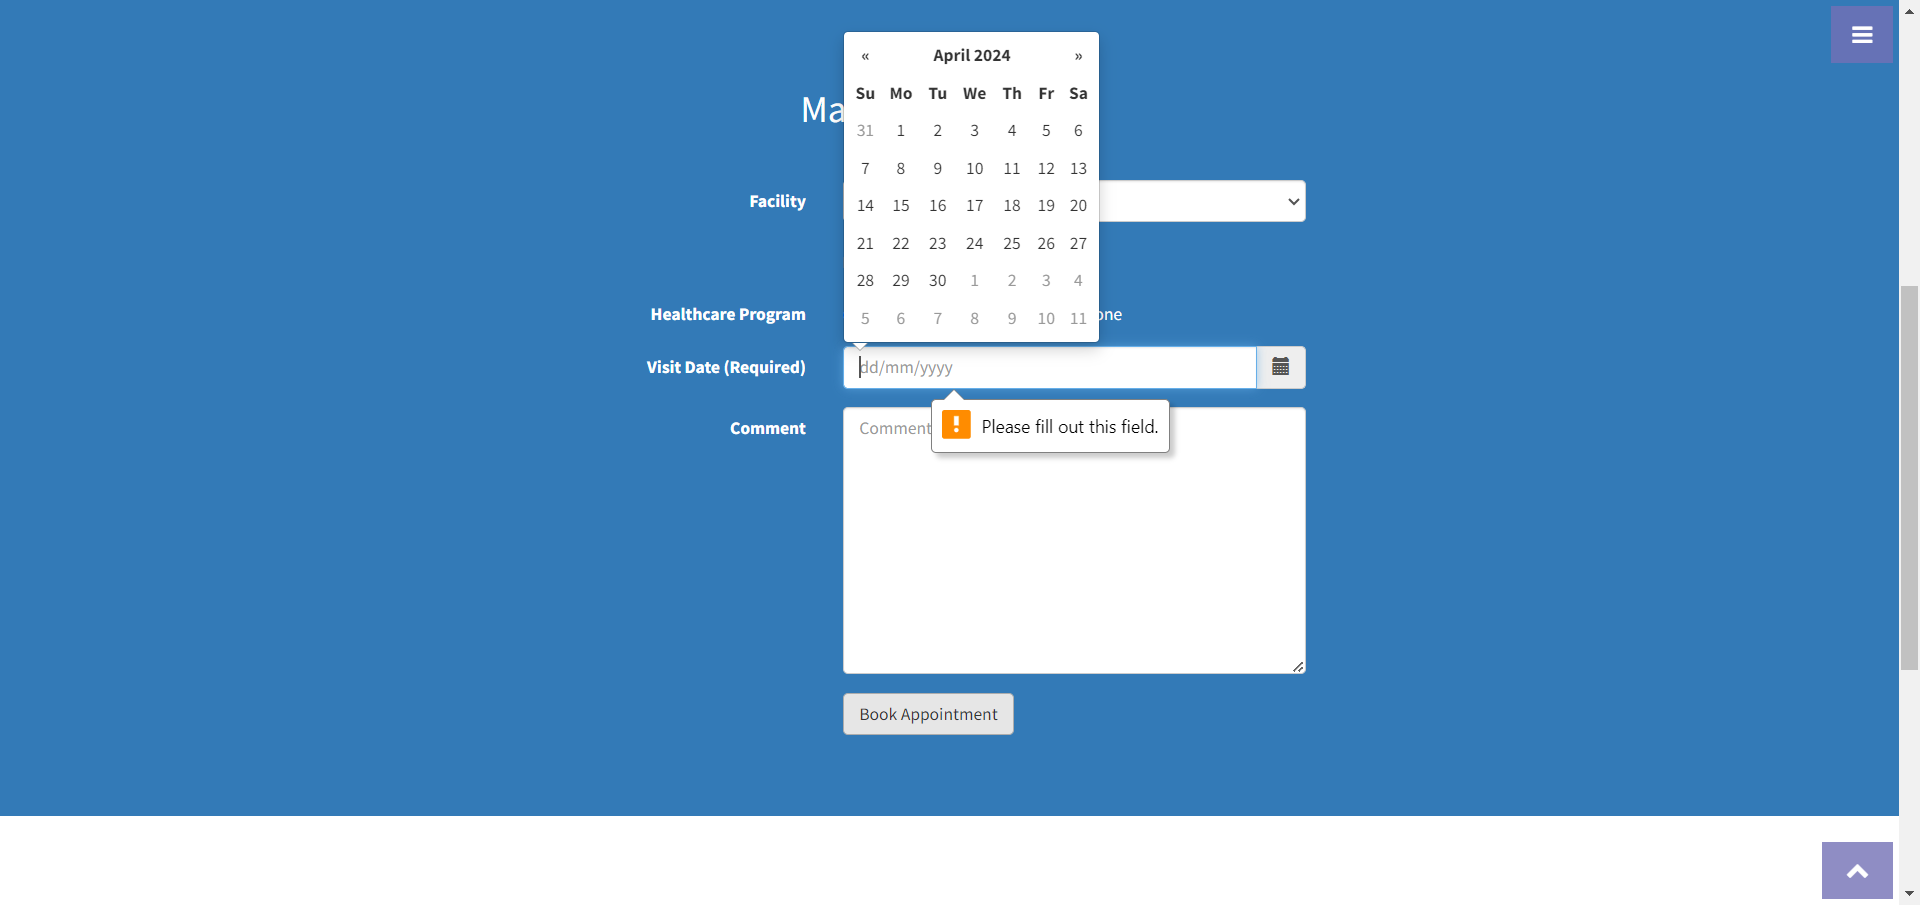 « April 2024 »
Su Mo Tu We Th Fr Sa
31 1 2 3 4 5 6
7 8 9 10 11 12 13
14 15 16 17 18 19 20
21 22 23 24 25 26 27
28 29 30 1 2 3 4
5 6 7 8 9 10 11
Ma
Facility
Healthcare Program
one
Visit Date (Required)
dd/mm/yyyy
Please fill out this field.
Comment
Comment
Book Appointment